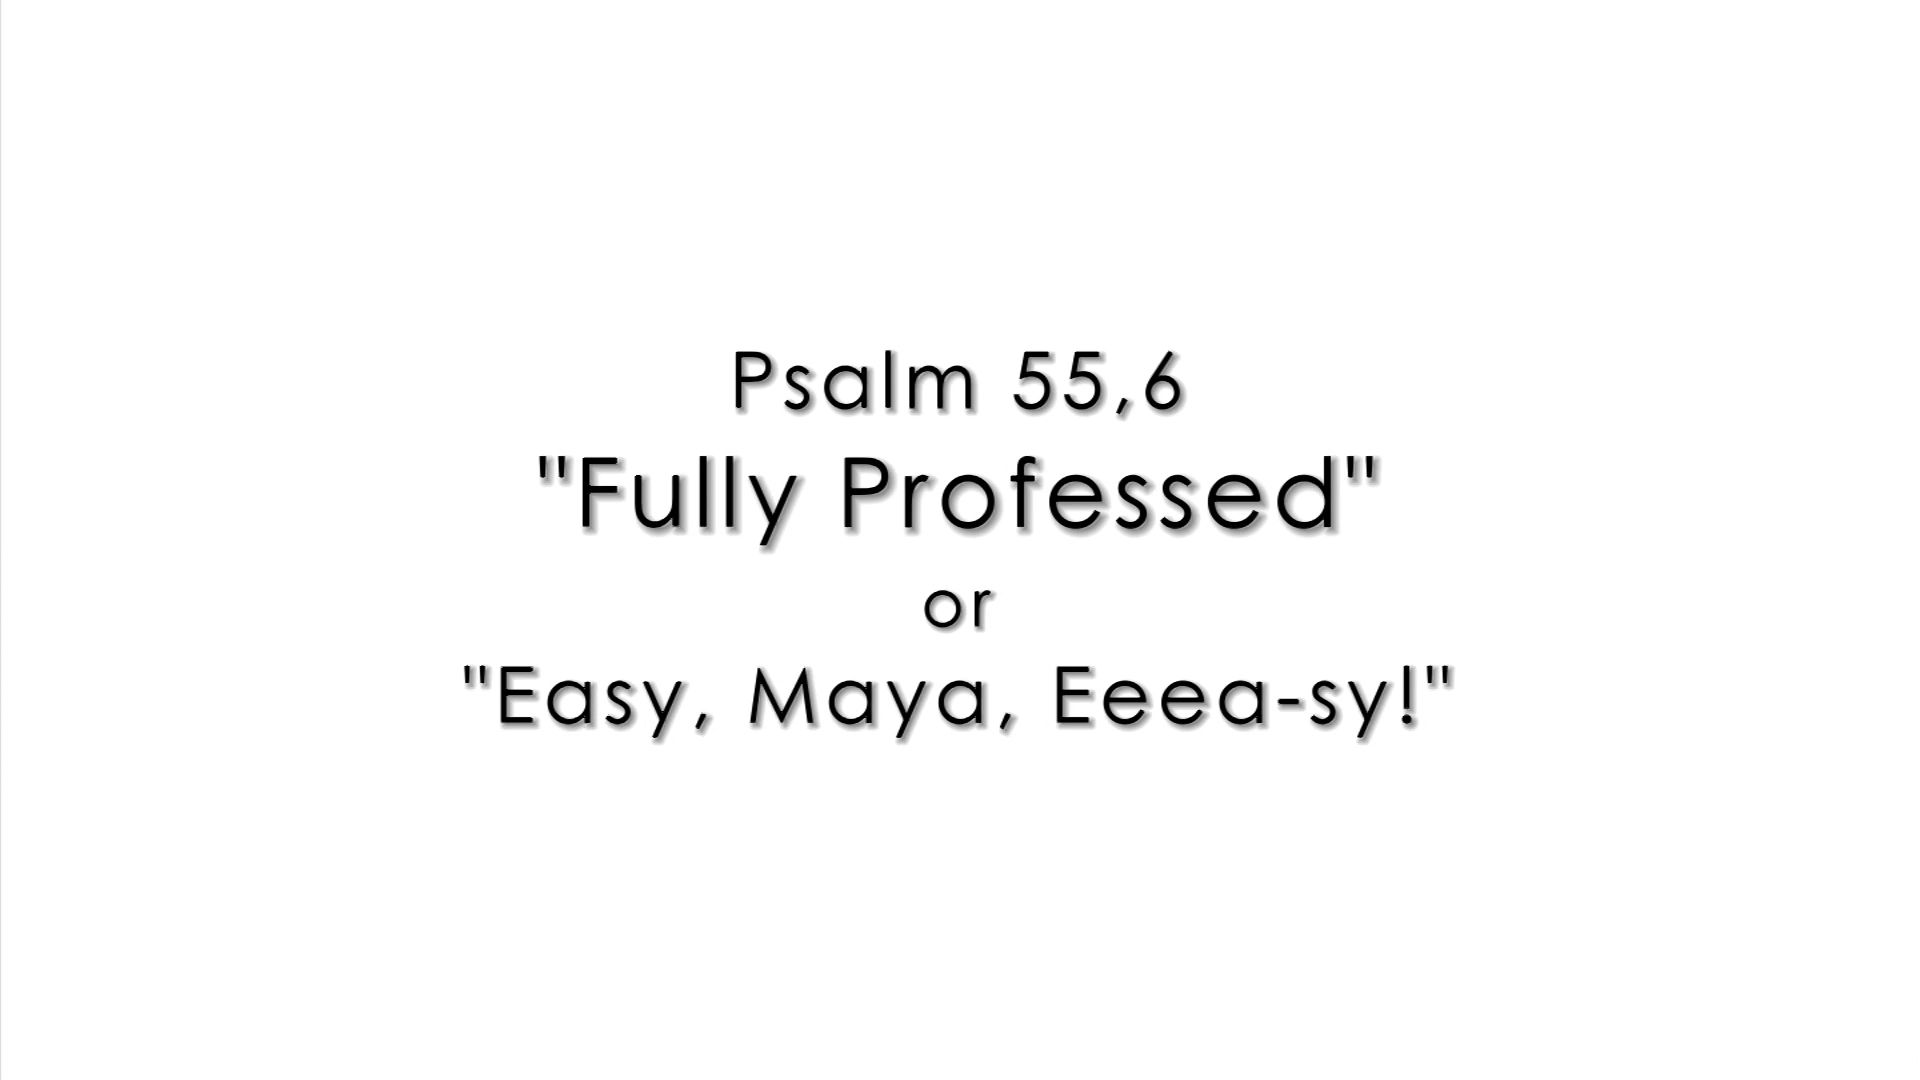 Psalm 55,6
"Fully Professed"
or
"Easy, Maya, Eeea-sy!"